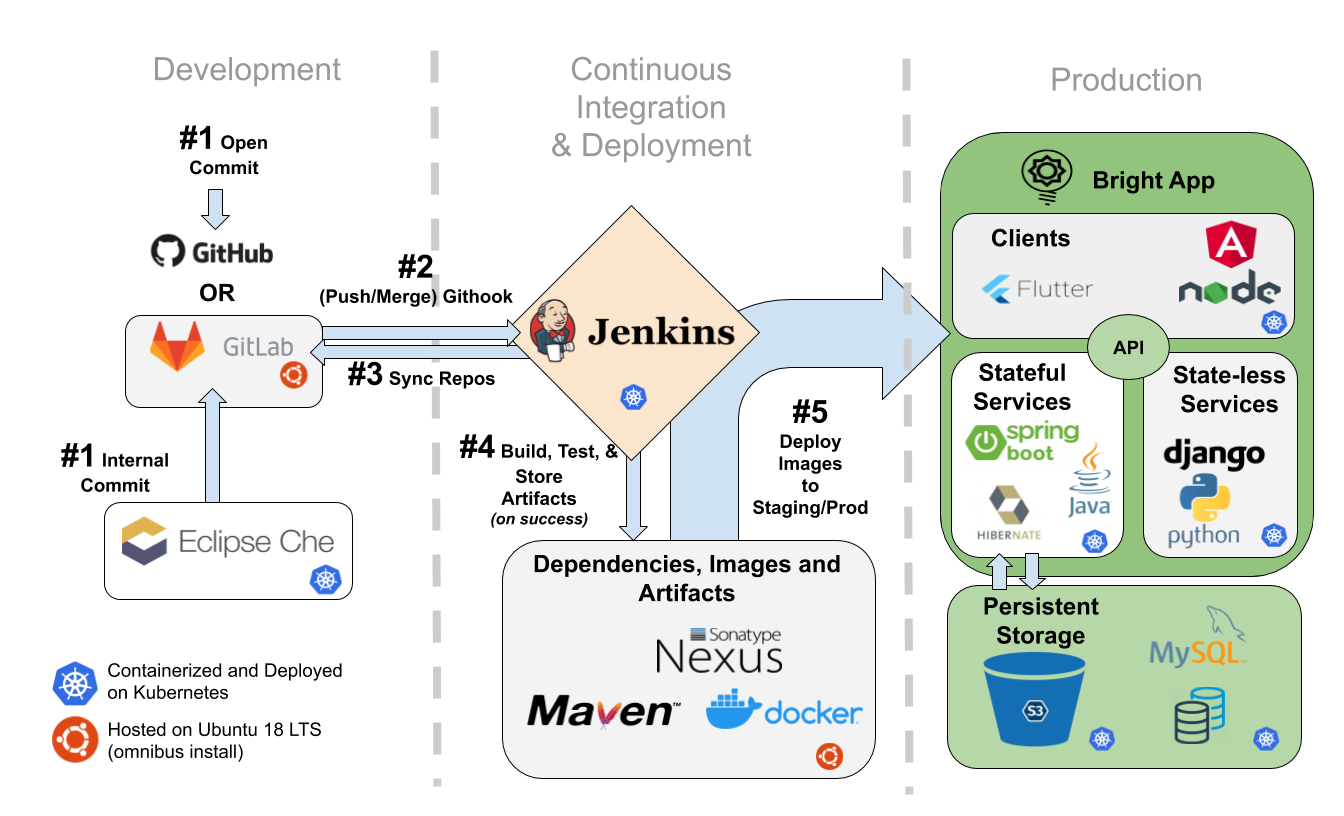 Development
Continuous
Integration
& Deployment
Production
#1 Open
Commit
GitHub
OR
GitLab
#1 Internal
Commit
Eclipse Che
Containerized and Deployed
on Kubernetes
Hosted on Ubuntu 18 LTS
(omnibus install)
#2
(Push/Merge) Githook
#3 Sync Repos
Jenkins
#4 Build, Test, &
Store
Artifacts
(on success)
#5
Deploy
Images
to
Staging/Prod
Dependencies, Images and
Artifacts
Sonatype
Nexus
Maven™
docker
Bright App
Clients
A
Flutter
node
API
Stateful
Services
spring
boot
Java
HIBERNATE
State-less
Services
django
python
Persistent
Storage
S3
MySQL™